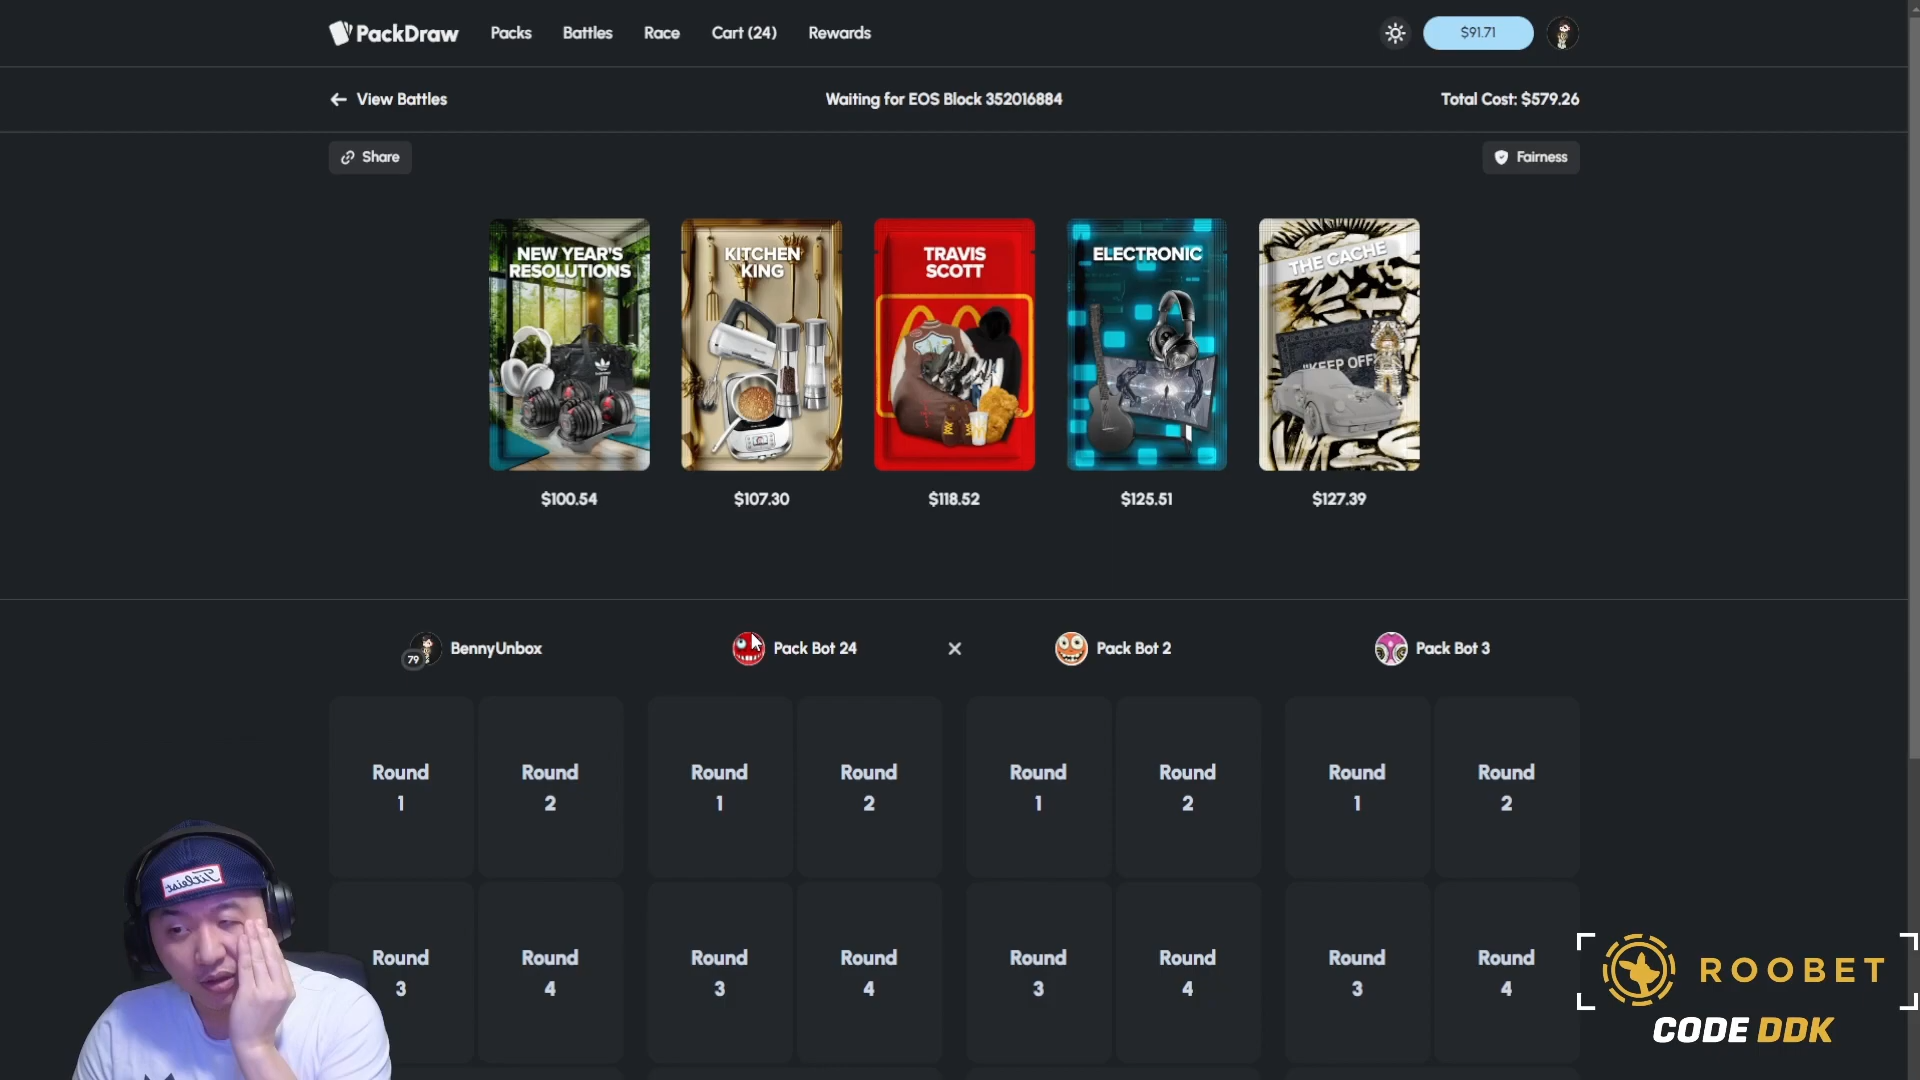 PackDraw
Packs
Battles
Race
Cart (24)
Rewards
$91.71
View Battles
Waiting for EOS Block 352016884
Total Cost: $579.26
Share
Fairness
NEW YEAR'S
RESOLUTIONS
KITCHEN
KING
TRAVIS
SCOTT
ELECTRONIC
THE CACHE
"KEEP OFF"
$100.54
$107.30
$118.52
$125.51
$127.39
79
BennyUnbox
Pack Bot 24
Pack Bot 2
Pack Bot 3
Round
1
Round
2
Round
1
Round
2
Round
1
Round
2
Round
1
Round
2
Round
3
Round
4
Round
3
Round
4
Round
3
Round
4
Round
3
Round
4
Titleist
ROOBET
CODE DDK